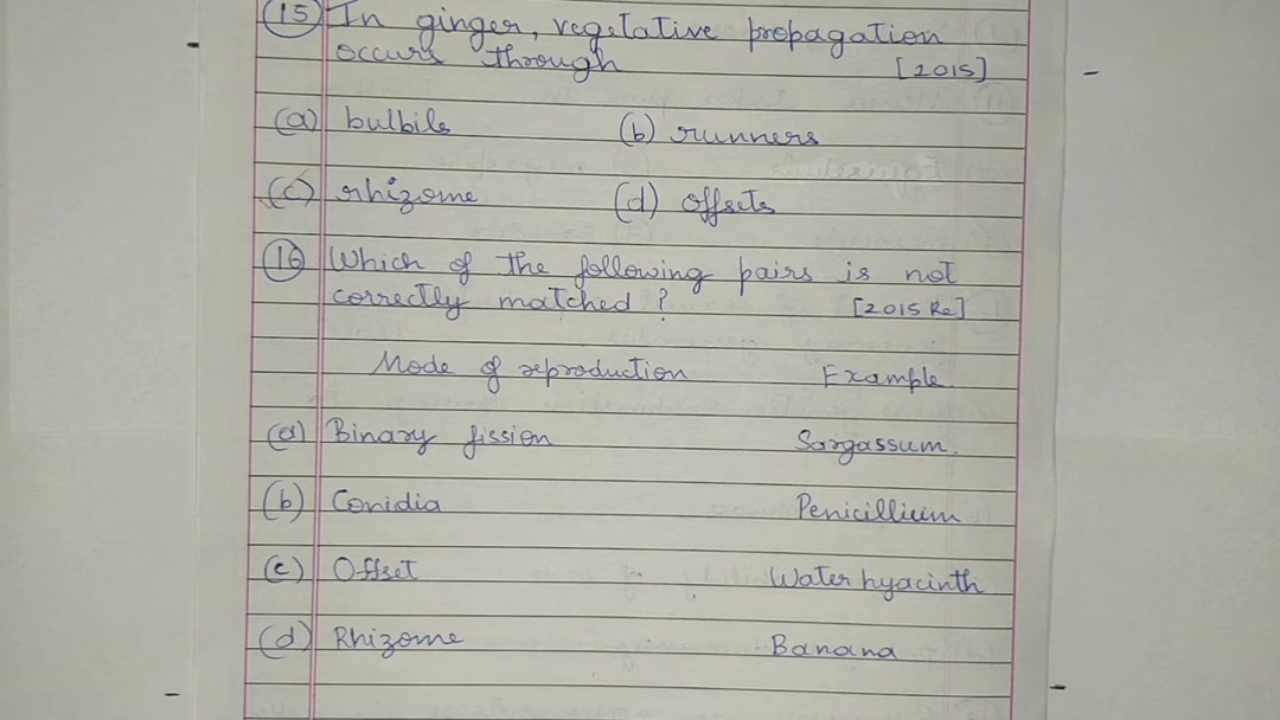 (15) In ginger, vegetative propagation
occurs through [2015]
(a) bulbils (b) runners
(c) rhizome (d) offsets
(16) Which of the following pairs is not
correctly matched? [2015 Re]
Mode of reproduction Example.
(a) Binary fission Sargassum.
(b) Conidia Penicillium
(c) Offset Water hyacinth
(d) Rhizome Banana